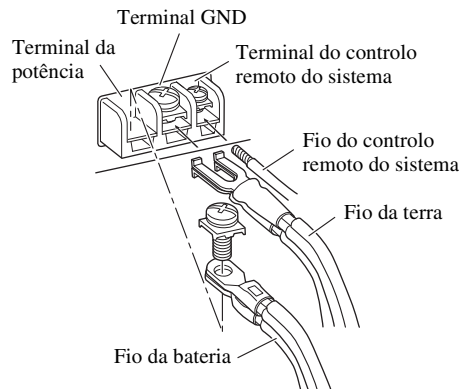 Terminal GND
Terminal da
potência
Terminal do controlo
remoto do sistema
Fio do controlo
remoto do sistema
Fio da terra
Fio da bateria